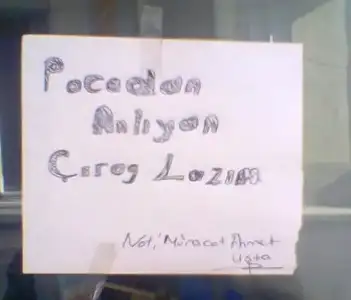 Pocadan
Anlıyan
Çırag Lazım
Not: Müracat Ahmet
Usta